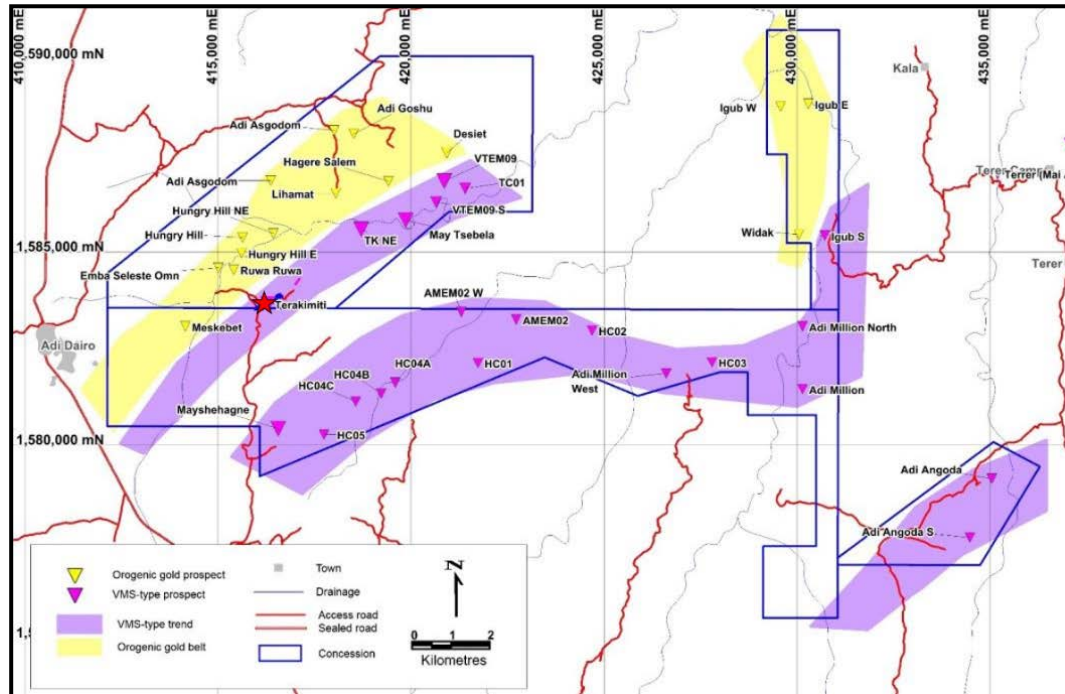 410,000 mE
415,000 mE
420,000 mE
425,000 mE
430,000 mE
435,000 mE
1,590,000 mN
Kala
Igub W
Igub E
Adi Goshu
Adi Asgodom
Desiet
Hagere Salem
VTEM09
Adi Asgodom
Lihamat
TC01
Hungry Hill NE
VTEM09 S
Hungry Hill
TK NE
May Tsebela
Widak
Igub S
1,585,000 mN
Hungry Hill E
Emba Seleste Omn
Ruwa Ruwa
Terer
Terakimiti
AMEM02 W
Meskebet
AMEM02
HC02
Adi Million North
Adi Dairo
HC04A
HC04B
HC01
HC03
HC04C
Adi Million
West
Adi Million
Mayshehagne
HC05
1,580,000 mN
Adi Angoda
Adi Angoda S
Orogenic gold prospect
VMS-type prospect
VMS-type trend
Orogenic gold belt
Town
Drainage
Access road
Sealed road
Concession
N
0 1 2
Kilometres